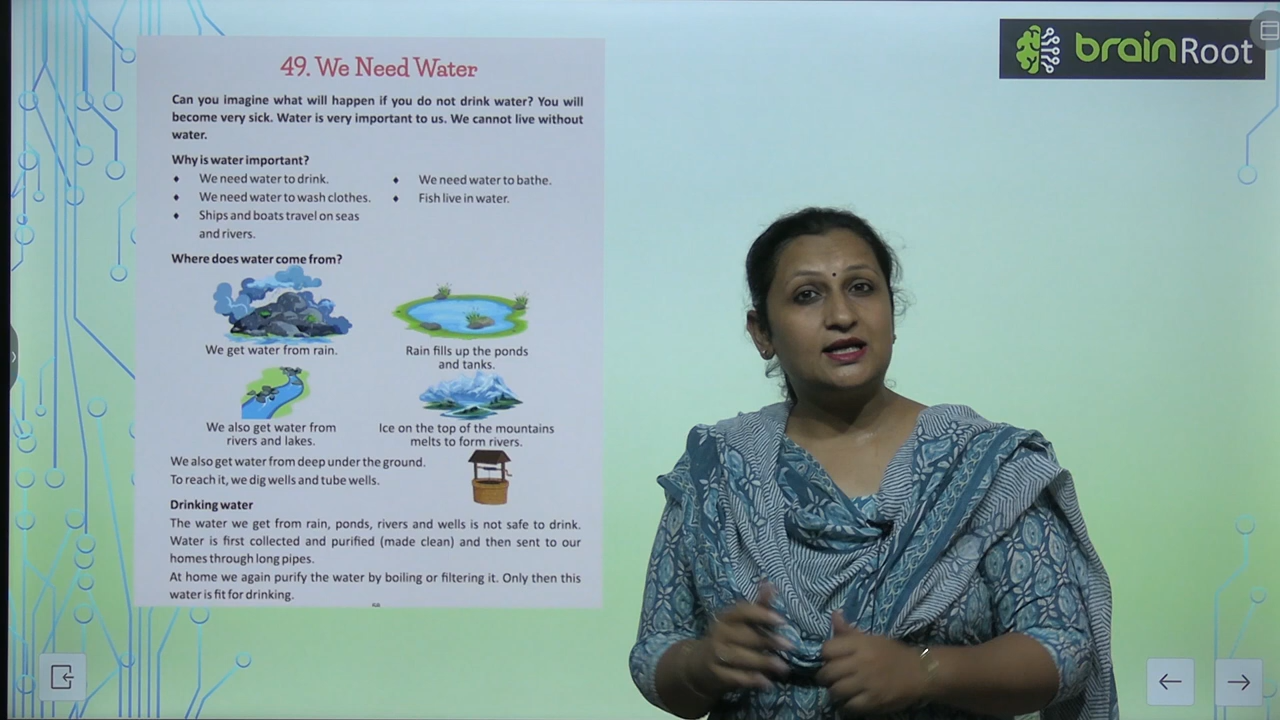 brainRoot
49. We Need Water
Can you imagine what will happen if you do not drink water? You will
become very sick. Water is very important to us. We cannot live without
water.
Why is water important?
♦ We need water to drink.
♦ We need water to wash clothes.
♦ Ships and boats travel on seas
and rivers.
♦ We need water to bathe.
♦ Fish live in water.
Where does water come from?
We get water from rain.
Rain fills up the ponds
and tanks.
We also get water from
rivers and lakes.
Ice on the top of the mountains
melts to form rivers.
We also get water from deep under the ground.
To reach it, we dig wells and tube wells.
Drinking water
The water we get from rain, ponds, rivers and wells is not safe to drink.
Water is first collected and purified (made clean) and then sent to our
homes through long pipes.
At home we again purify the water by boiling or filtering it. Only then this
water is fit for drinking.